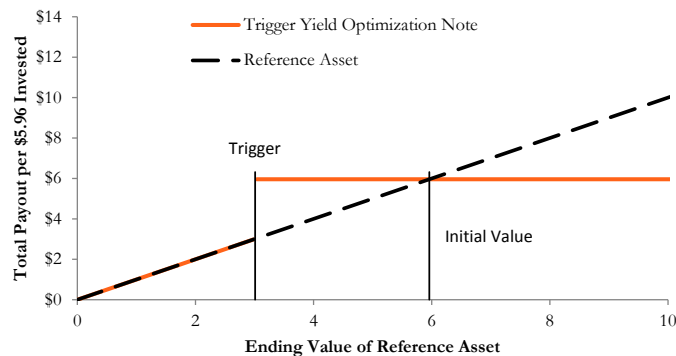 $14
$12
$10
$8
$6
$4
$2
$0
Total Payout per $5.96 Invested
Trigger Yield Optimization Note
Reference Asset
Trigger
Initial Value
0 2 4 6 8 10
Ending Value of Reference Asset